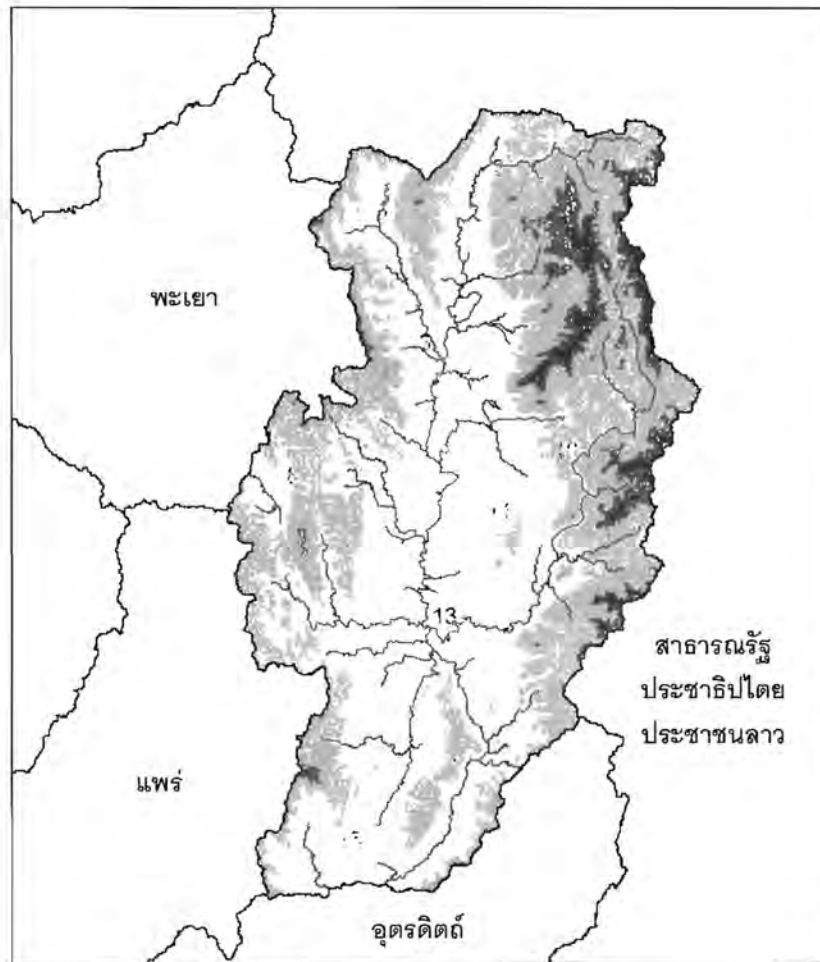 พะเยา
13
สาธารณรัฐ
ประชาธิปไตย
ประชาชนลาว
แพร่
อุตรดิตถ์